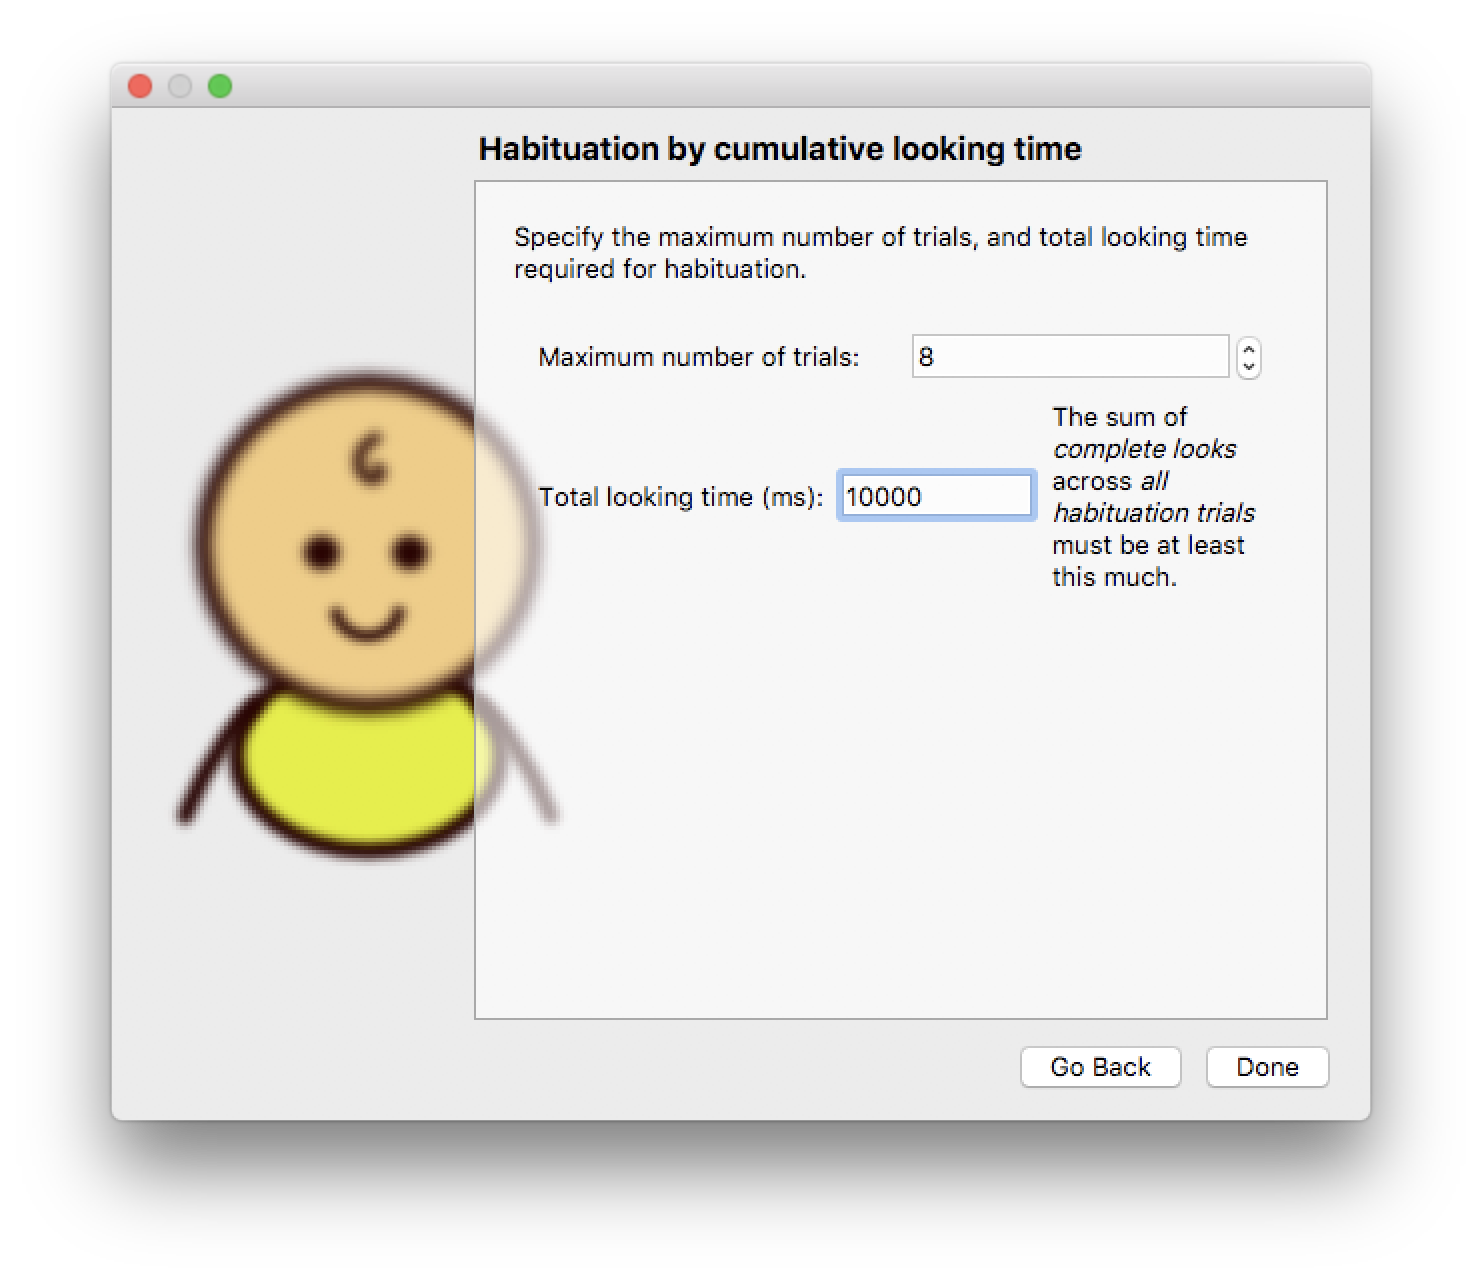 Habituation by cumulative looking time
Specify the maximum number of trials, and total looking time
required for habituation.
Maximum number of trials: 8
Total looking time (ms): 10000
The sum of
complete looks
across all
habituation trials
must be at least
this much.
Go Back Done